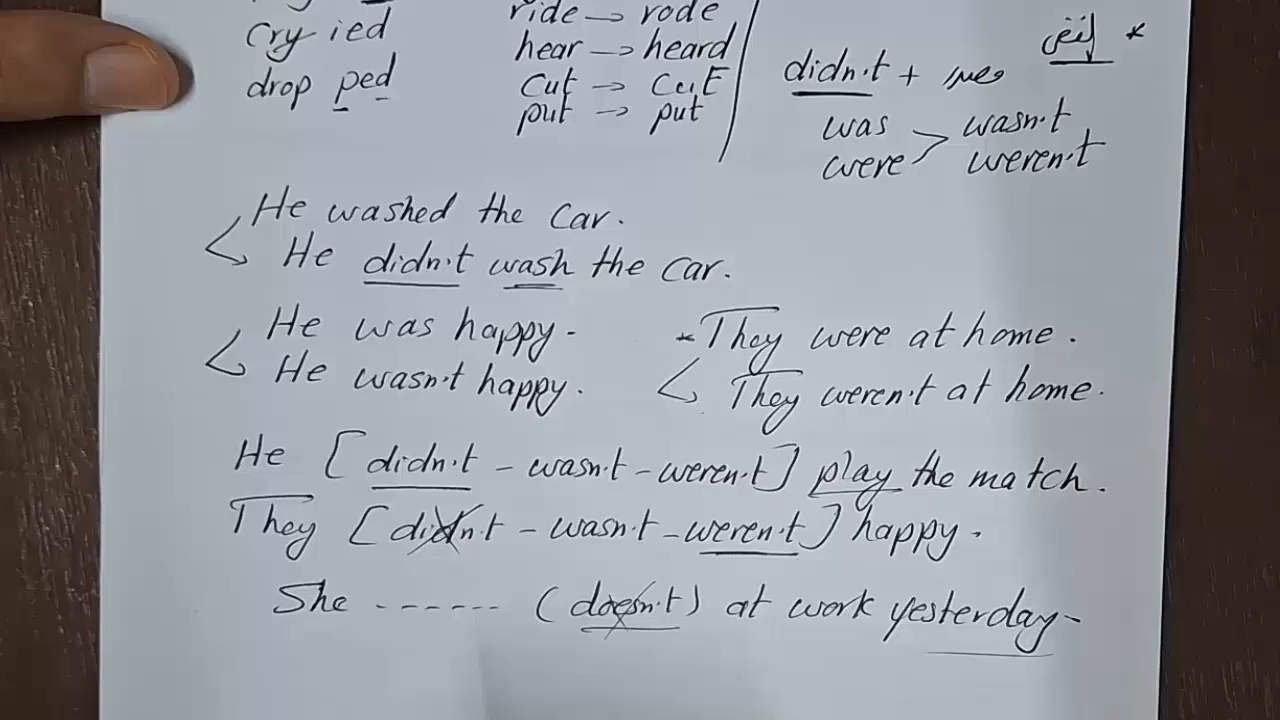 cry ied
drop ped
ride → rode
hear → heard
cut → cut
put → put
* النفى
didn't + مصدر
was > wasn't
were weren't
He washed the car.
He didn't wash the car.
He was happy.
He wasn't happy.
* They were at home.
They weren't at home.
He [didn't - wasn't - weren't] play the match.
They [didn't - wasn't - weren't] happy.
She ------ (doesn't) at work yesterday.